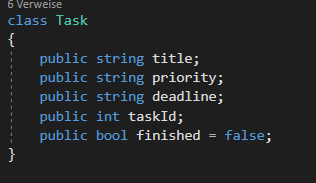 6 Verweise
class Task
{
public string title;
public string priority;
public string deadline;
public int taskId;
public bool finished = false;
}